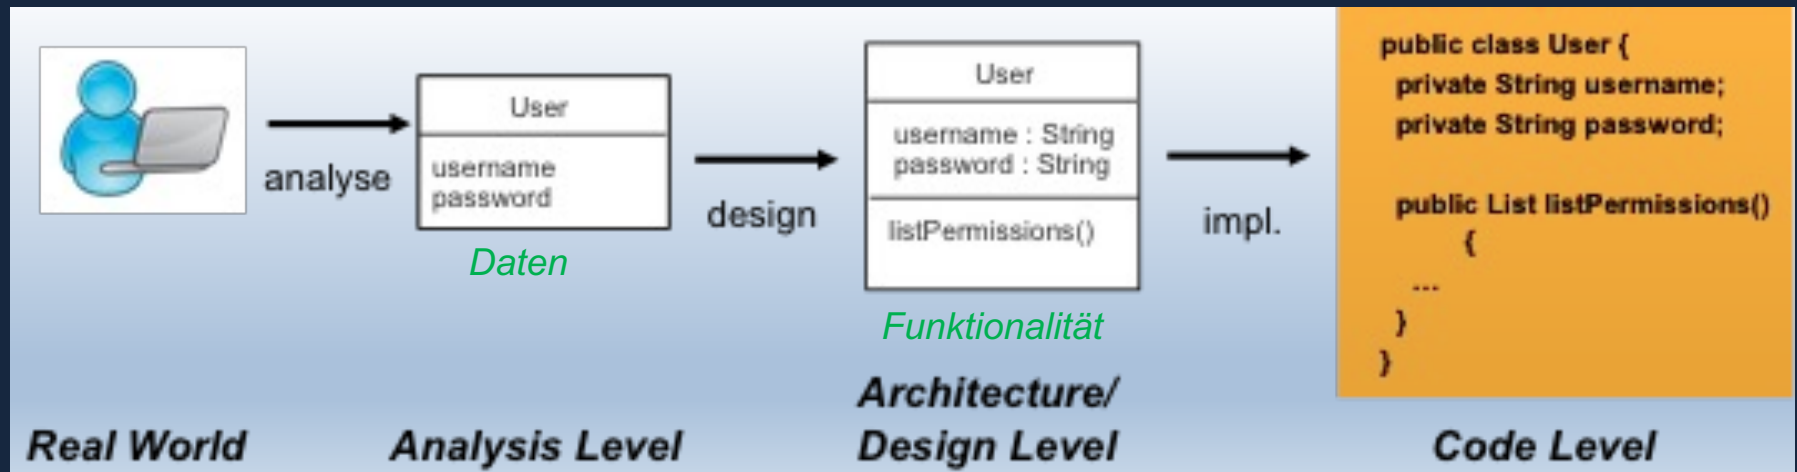 analyse
User
username
password
Daten
design
User
username : String
password : String
listPermissions()
Funktionalität
impl.
public class User {
private String username;
private String password;
public List listPermissions()
{
...
}
}
Real World
Analysis Level
Architecture/
Design Level
Code Level